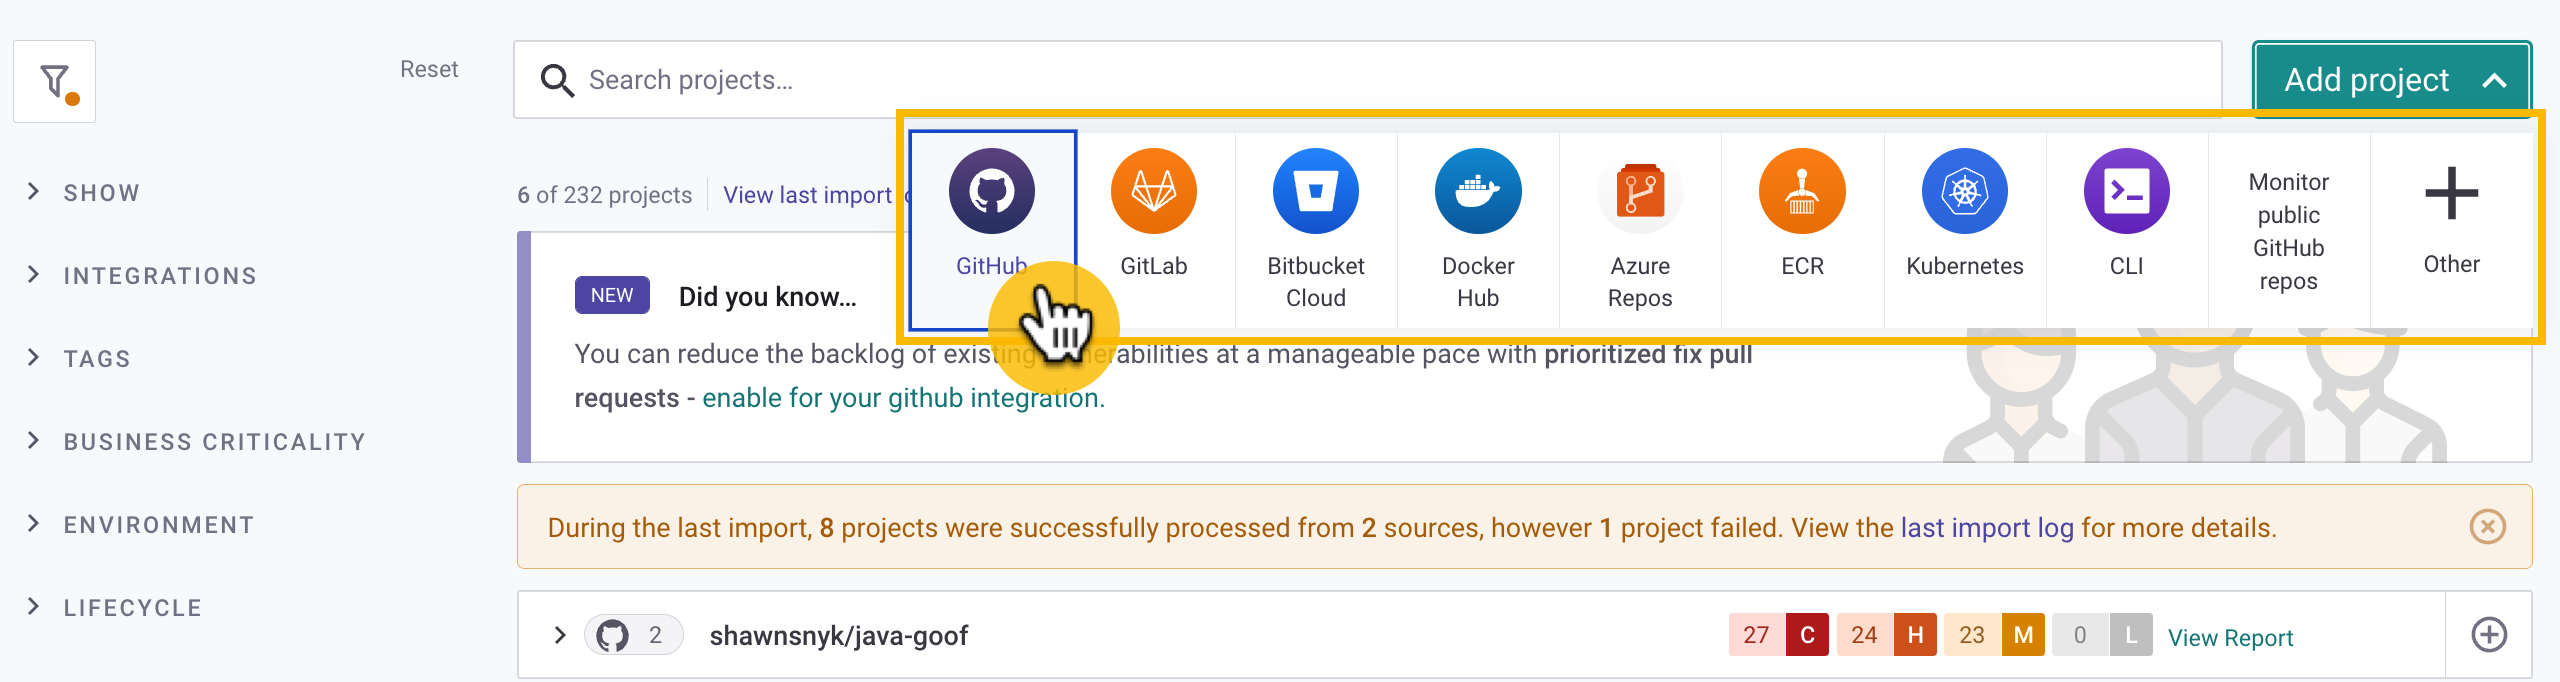 Reset
Search projects...
Add project
SHOW
INTEGRATIONS
TAGS
BUSINESS CRITICALITY
ENVIRONMENT
LIFECYCLE
6 of 232 projects
View last import
GitHub
GitLab
Bitbucket
Cloud
Docker
Hub
Azure
Repos
ECR
Kubernetes
CLI
Monitor
public
GitHub
repos
Other
NEW
Did you know...
You can reduce the backlog of existing vulnerabilities at a manageable pace with prioritized fix pull
requests - enable for your github integration.
During the last import, 8 projects were successfully processed from 2 sources, however 1 project failed. View the last import log for more details.
2 shawnsnyk/java-goof
27 C 24 H 23 M 0 L View Report